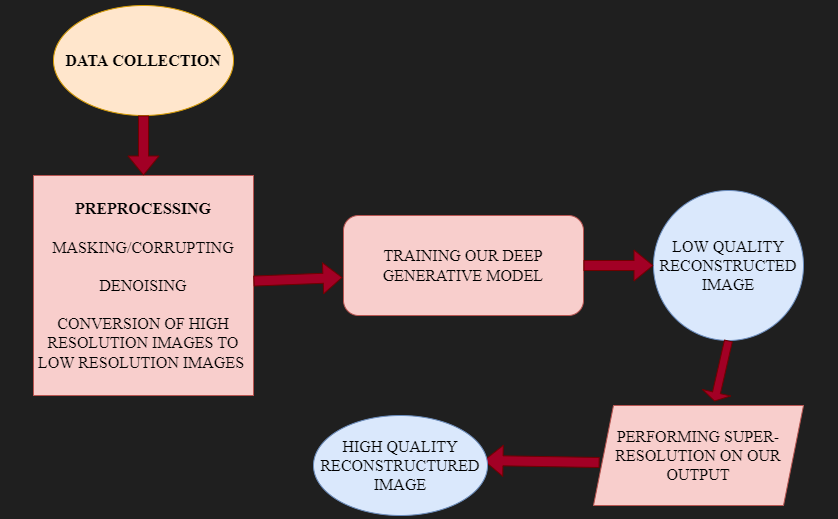 DATA COLLECTION
PREPROCESSING
MASKING/CORRUPTING
DENOISING
CONVERSION OF HIGH
RESOLUTION IMAGES TO
LOW RESOLUTION IMAGES
TRAINING OUR DEEP
GENERATIVE MODEL
LOW QUALITY
RECONSTRUCTED
IMAGE
PERFORMING SUPER-
RESOLUTION ON OUR
OUTPUT
HIGH QUALITY
RECONSTRUCTURED
IMAGE